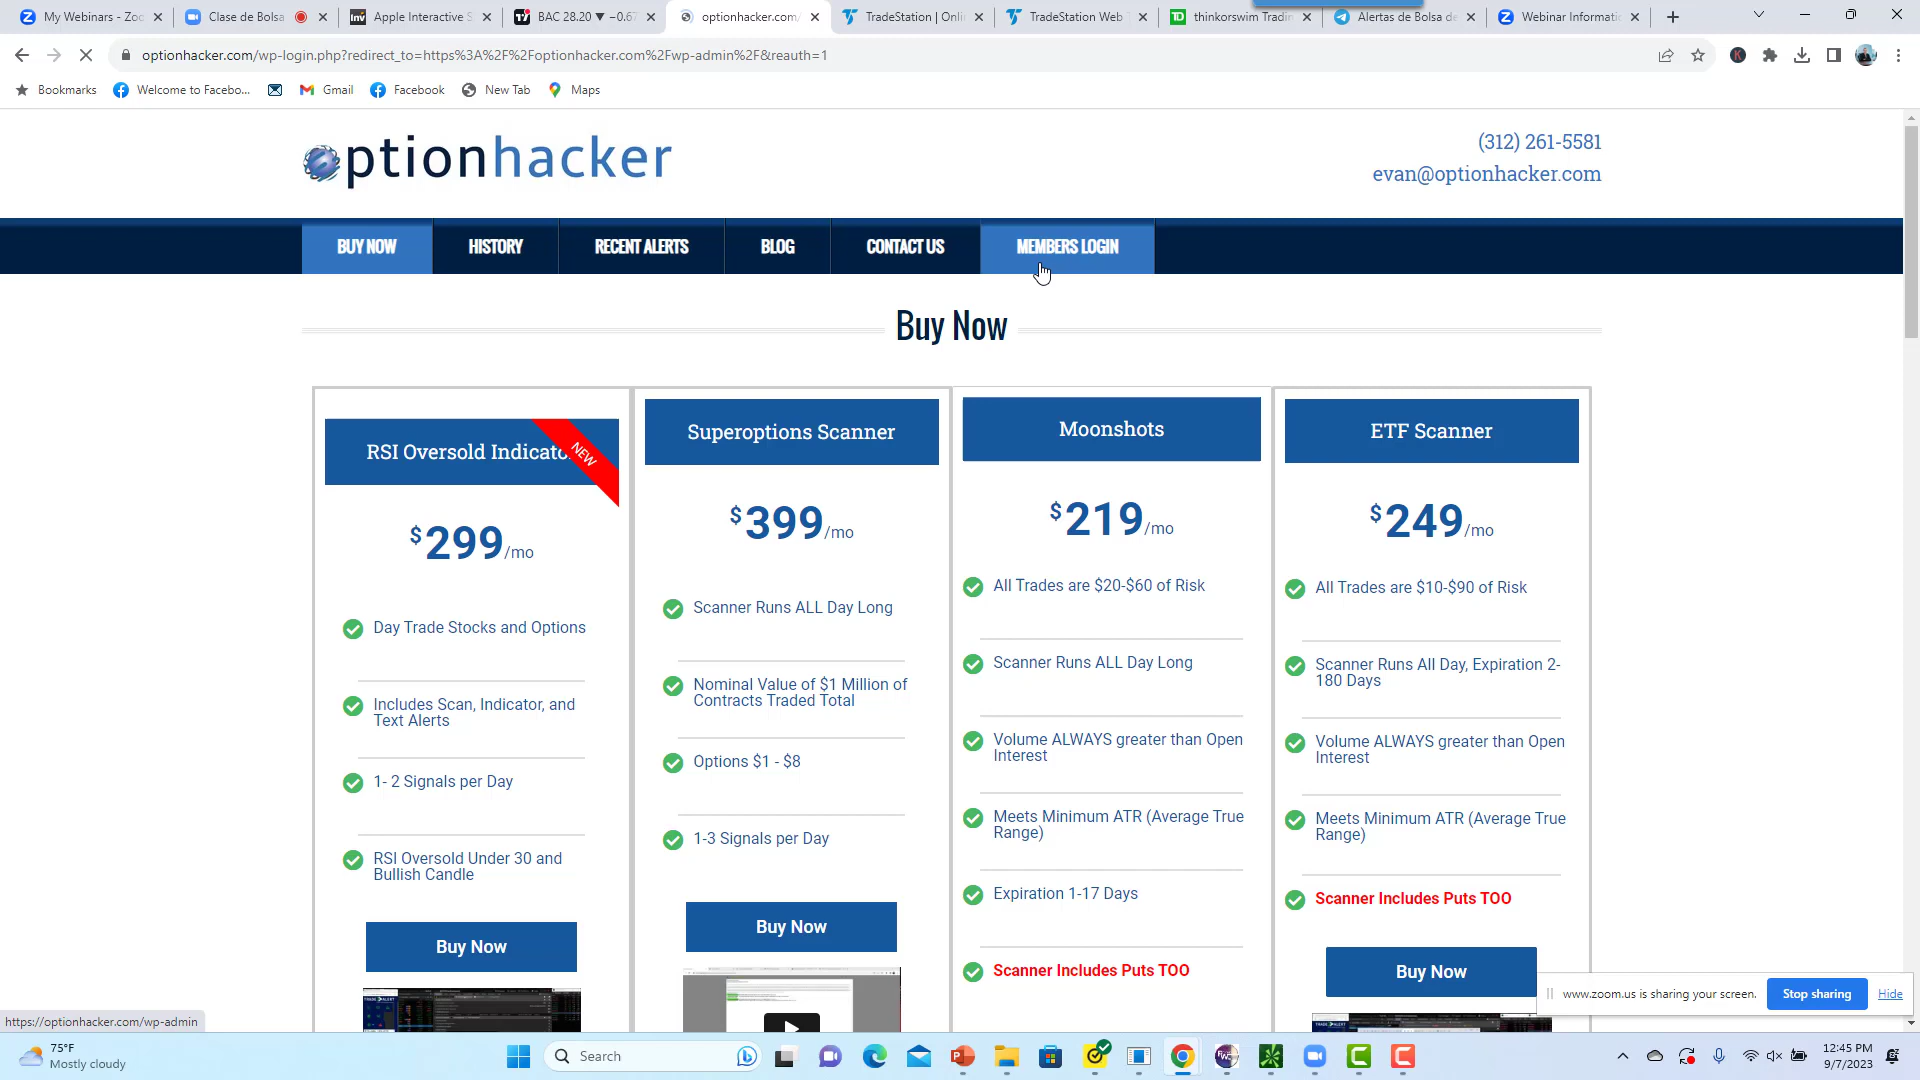 My Webinars - Zoo
Clase de Bolsa
Apple Interactive S
BAC 28.20 ▼ −0.67
optionhacker.com/
TradeStation | Onli
TradeStation Web T
thinkorswim Tradin
Alertas de Bolsa de
Webinar Informati
optionhacker.com/wp-login.php?redirect_to=https%3A%2F%2Foptionhacker.com%2Fwp-admin%2F&reauth=1
Bookmarks
Welcome to Facebo...
Gmail
Facebook
New Tab
Maps
optionhacker
(312) 261-5581
evan@optionhacker.com
BUY NOW
HISTORY
RECENT ALERTS
BLOG
CONTACT US
MEMBERS LOGIN
Buy Now
RSI Oversold Indicato
NEW
$299/mo
Day Trade Stocks and Options
Includes Scan, Indicator, and
Text Alerts
1- 2 Signals per Day
RSI Oversold Under 30 and
Bullish Candle
Buy Now
Superoptions Scanner
$399/mo
Scanner Runs ALL Day Long
Nominal Value of $1 Million of
Contracts Traded Total
Options $1 - $8
1-3 Signals per Day
Buy Now
Moonshots
$219/mo
All Trades are $20-$60 of Risk
Scanner Runs ALL Day Long
Volume ALWAYS greater than Open
Interest
Meets Minimum ATR (Average True
Range)
Expiration 1-17 Days
Scanner Includes Puts TOO
ETF Scanner
$249/mo
All Trades are $10-$90 of Risk
Scanner Runs All Day, Expiration 2-
180 Days
Volume ALWAYS greater than Open
Interest
Meets Minimum ATR (Average True
Range)
Scanner Includes Puts TOO
Buy Now
www.zoom.us is sharing your screen.
Stop sharing
Hide
https://optionhacker.com/wp-admin
75°F
Mostly cloudy
Search
12:45 PM
9/7/2023